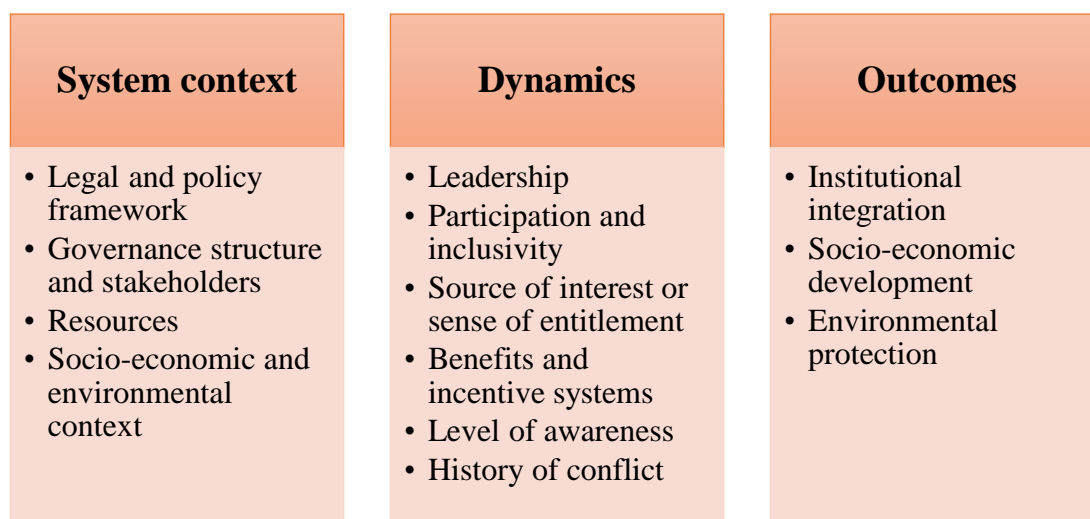 System context
• Legal and policy
framework
• Governance structure
and stakeholders
• Resources
• Socio-economic and
environmental
context
Dynamics
• Leadership
• Participation and
inclusivity
• Source of interest or
sense of entitlement
• Benefits and
incentive systems
• Level of awareness
• History of conflict
Outcomes
• Institutional
integration
• Socio-economic
development
• Environmental
protection